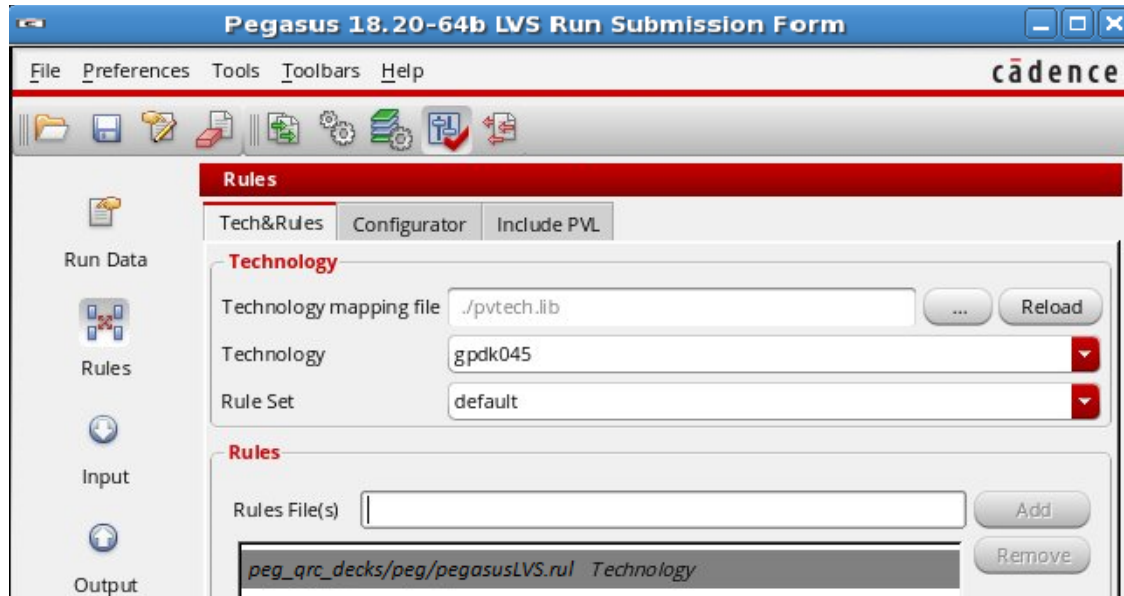 Pegasus 18.20-64b LVS Run Submission Form
File Preferences Tools Toolbars Help cādence
Rules
Tech&Rules Configurator Include PVL
Run Data
Technology
Technology mapping file ./pvtech.lib ... Reload
Technology gpdk045
Rules
Rule Set default
Input
Rules
Rules File(s) Add
peg_qrc_decks/peg/pegasusLVS.rul Technology Remove
Output